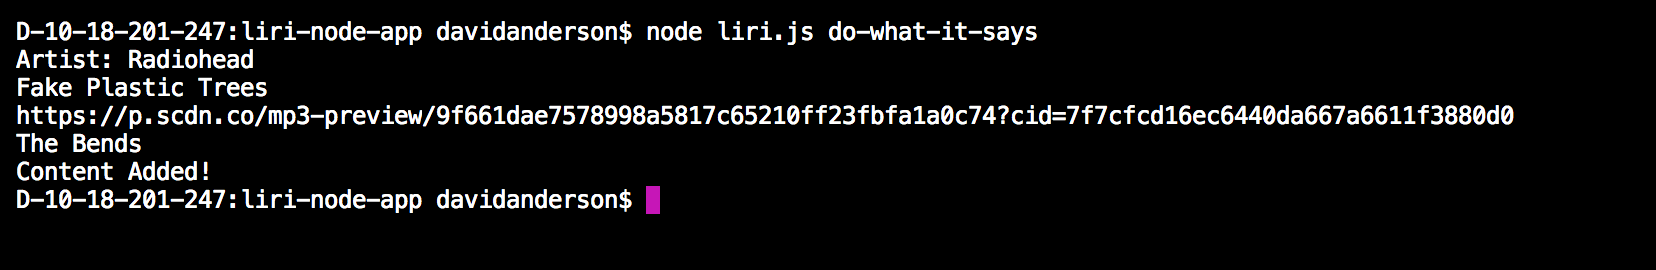 D-10-18-201-247:liri-node-app davidanderson$ node liri.js do-what-it-says
Artist: Radiohead
Fake Plastic Trees
https://p.scdn.co/mp3-preview/9f661dae7578998a5817c65210ff23fbfa1a0c74?cid=7f7cfcd16ec6440da667a6611f3880d0
The Bends
Content Added!
D-10-18-201-247:liri-node-app davidanderson$